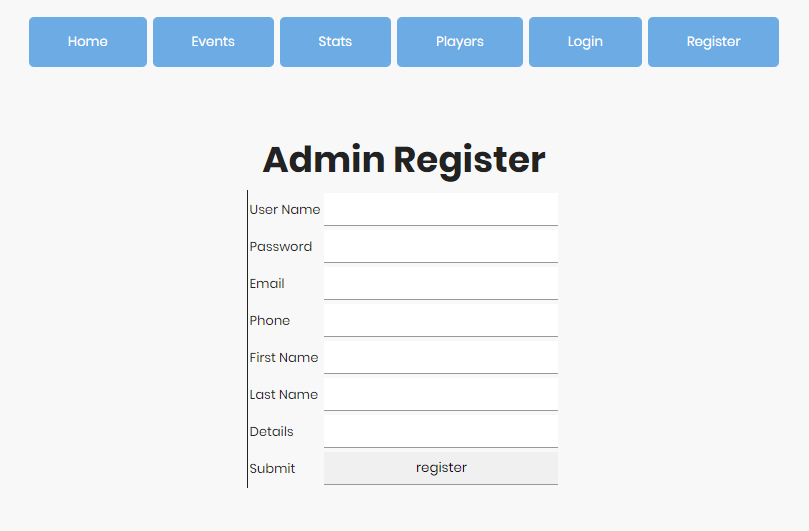 Home Events Stats Players Login Register
Admin Register
User Name
Password
Email
Phone
First Name
Last Name
Details
Submit register